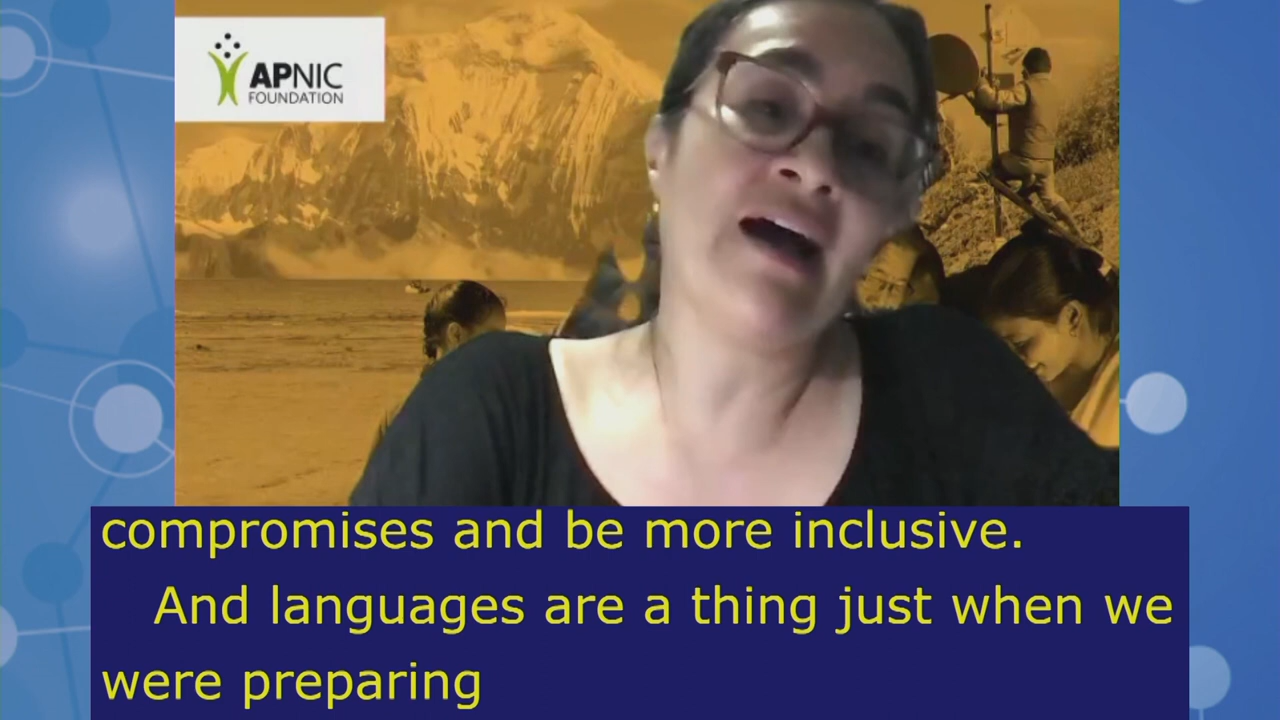 APNIC
FOUNDATION
compromises and be more inclusive.
And languages are a thing just when we
were preparing